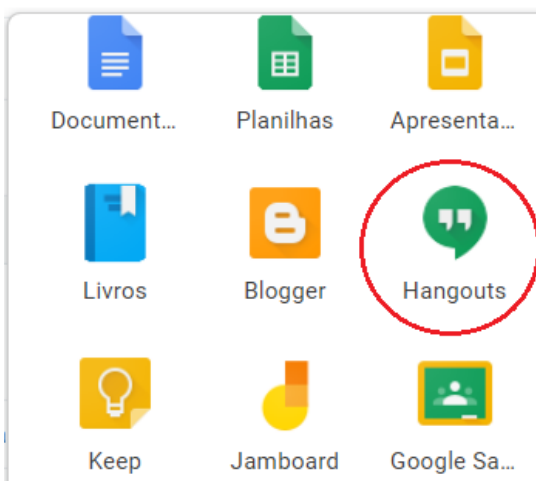 Document...
Planilhas
Apresenta...
Livros
Blogger
Hangouts
Keep
Jamboard
Google Sa...